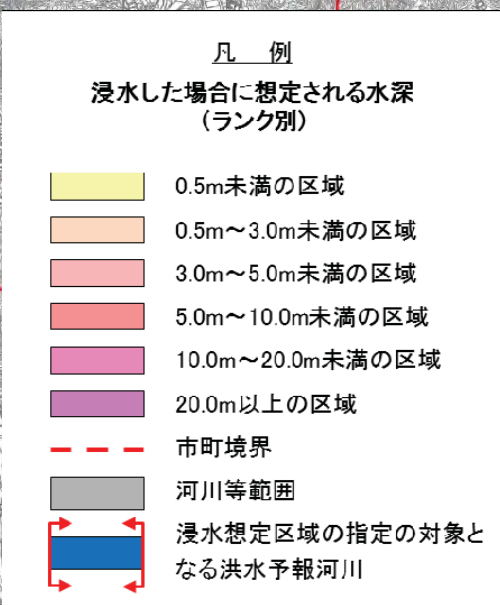 凡 例
浸水した場合に想定される水深
(ランク別)
0.5m未満の区域
0.5m～3.0m未満の区域
3.0m～5.0m未満の区域
5.0m～10.0m未満の区域
10.0m～20.0m未満の区域
20.0m以上の区域
市町境界
河川等範囲
浸水想定区域の指定の対象と
なる洪水予報河川